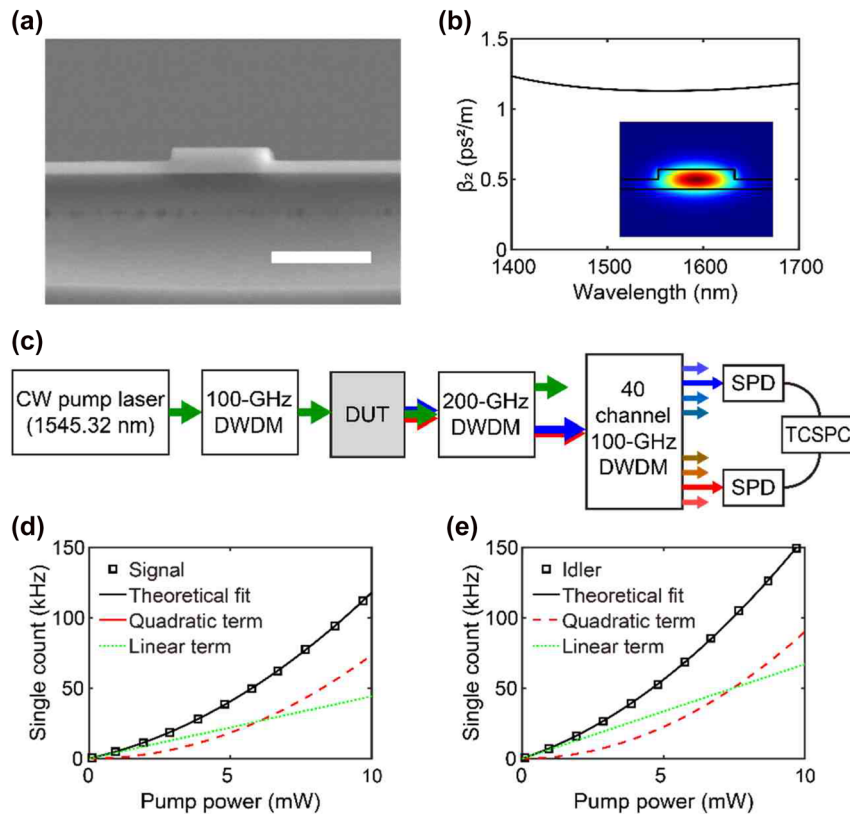 (a)
(b)
1.5
1
0.5
0
β₂ (ps²/m)
1400
1500
1600
1700
Wavelength (nm)
(c)
CW pump laser
(1545.32 nm)
100-GHz
DWDM
DUT
200-GHz
DWDM
40
channel
100-GHz
DWDM
SPD
SPD
TCSPC
(d)
150
100
50
0
Single count (kHz)
Signal
Theoretical fit
Quadratic term
Linear term
0
5
10
Pump power (mW)
(e)
150
100
50
0
Single count (kHz)
Idler
Theoretical fit
Quadratic term
Linear term
0
5
10
Pump power (mW)